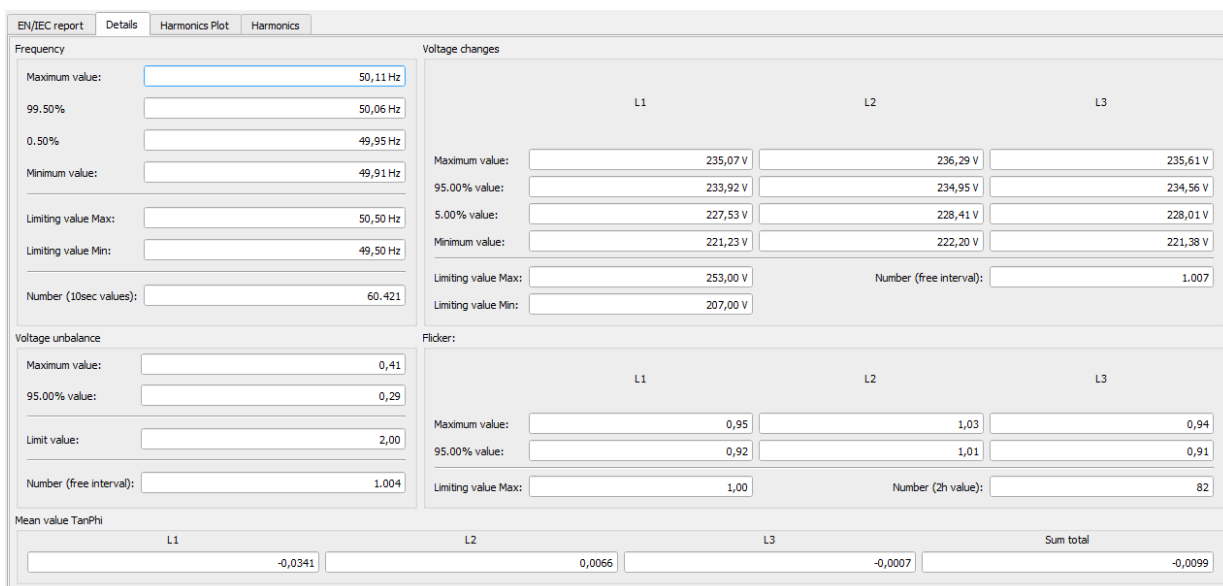 EN/IEC report Details Harmonics Plot Harmonics
Frequency
Maximum value: 50,11 Hz
99.50% 50,06 Hz
0.50% 49,95 Hz
Minimum value: 49,91 Hz
Limiting value Max: 50,50 Hz
Limiting value Min: 49,50 Hz
Number (10sec values): 60.421
Voltage changes
L1 L2 L3
Maximum value: 235,07 V 236,29 V 235,61 V
95.00% value: 233,92 V 234,95 V 234,56 V
5.00% value: 227,53 V 228,41 V 228,01 V
Minimum value: 221,23 V 222,20 V 221,38 V
Limiting value Max: 253,00 V Number (free interval): 1.007
Limiting value Min: 207,00 V
Voltage unbalance
Maximum value: 0,41
95.00% value: 0,29
Limit value: 2,00
Number (free interval): 1.004
Flicker:
L1 L2 L3
Maximum value: 0,95 1,03 0,94
95.00% value: 0,92 1,01 0,91
Limiting value Max: 1,00 Number (2h value): 82
Mean value TanPhi
L1 L2 L3 Sum total
-0,0341 0,0066 -0,0007 -0,0099